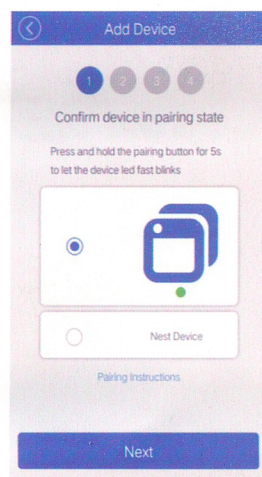 Add Device
1 2 3 4
Confirm device in pairing state
Press and hold the pairing button for 5s
to let the device led fast blinks
Nest Device
Pairing Instructions
Next